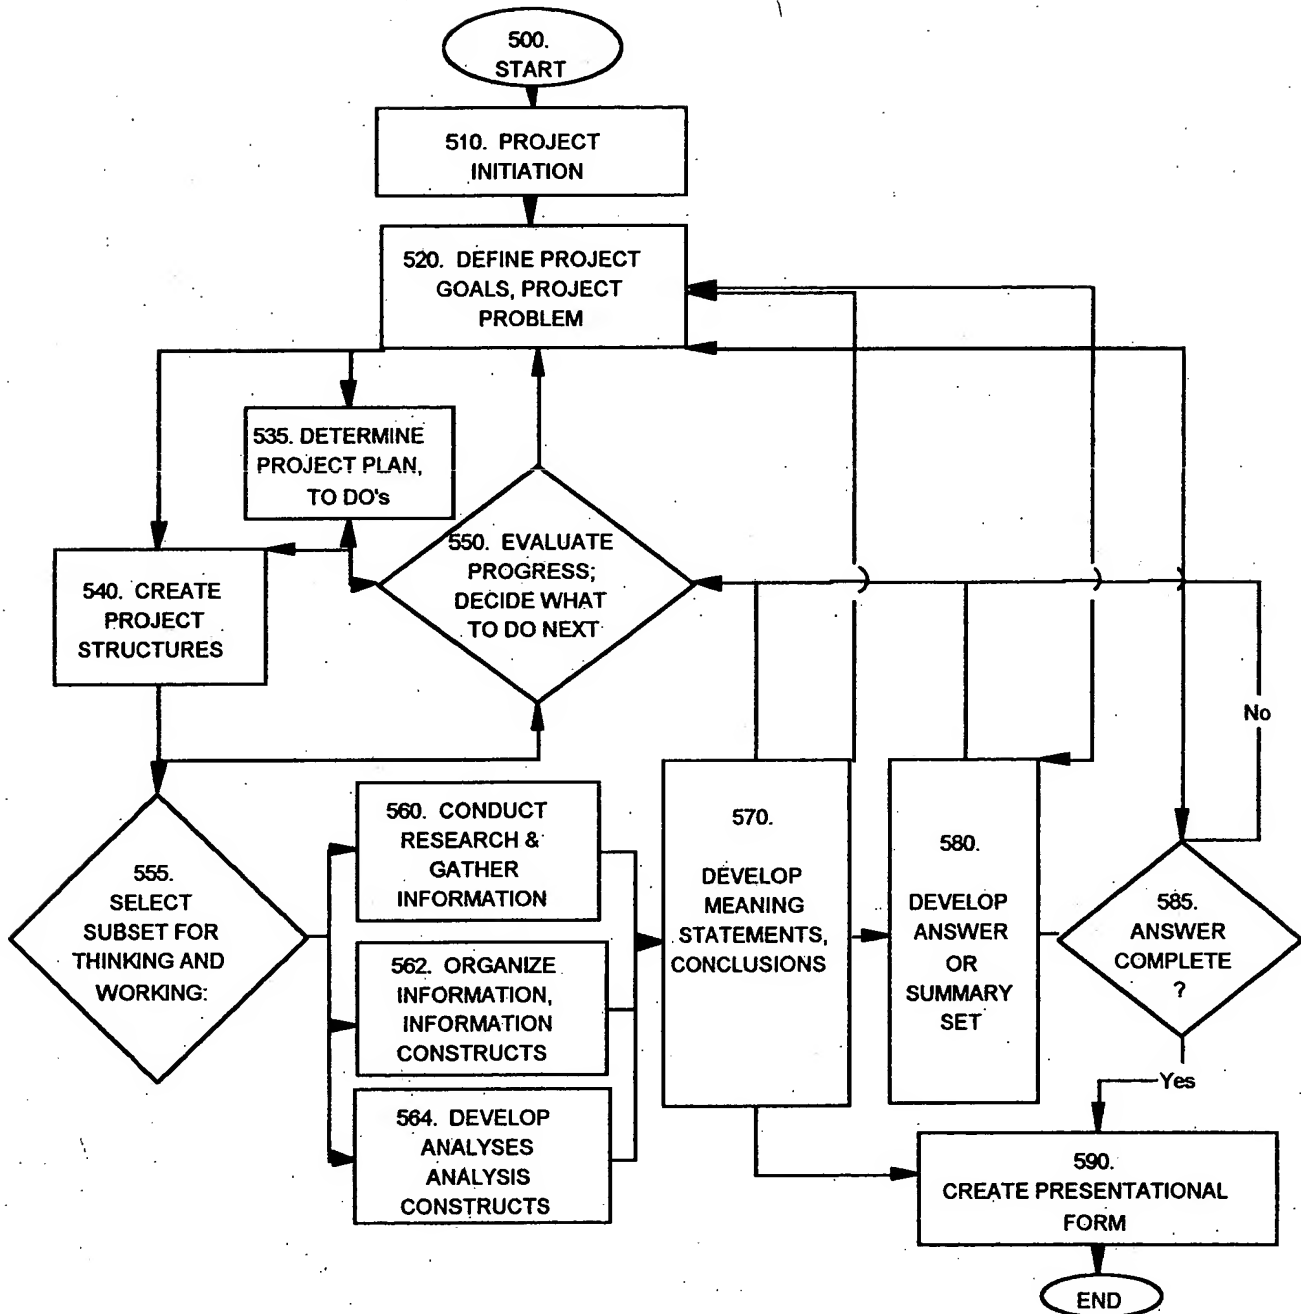 500.
START
510. PROJECT
INITIATION
520. DEFINE PROJECT
GOALS, PROJECT
PROBLEM
535. DETERMINE
PROJECT PLAN,
TO DO's
550. EVALUATE
PROGRESS;
DECIDE WHAT
TO DO NEXT
540. CREATE
PROJECT
STRUCTURES
No
555.
SELECT
SUBSET FOR
THINKING AND
WORKING:
560. CONDUCT
RESEARCH &
GATHER
INFORMATION
562. ORGANIZE
INFORMATION,
INFORMATION
CONSTRUCTS
564. DEVELOP
ANALYSES
ANALYSIS
CONSTRUCTS
570.
DEVELOP
MEANING
STATEMENTS,
CONCLUSIONS
580.
DEVELOP
ANSWER
OR
SUMMARY
SET
585.
ANSWER
COMPLETE
?
Yes
590.
CREATE PRESENTATIONAL
FORM
END